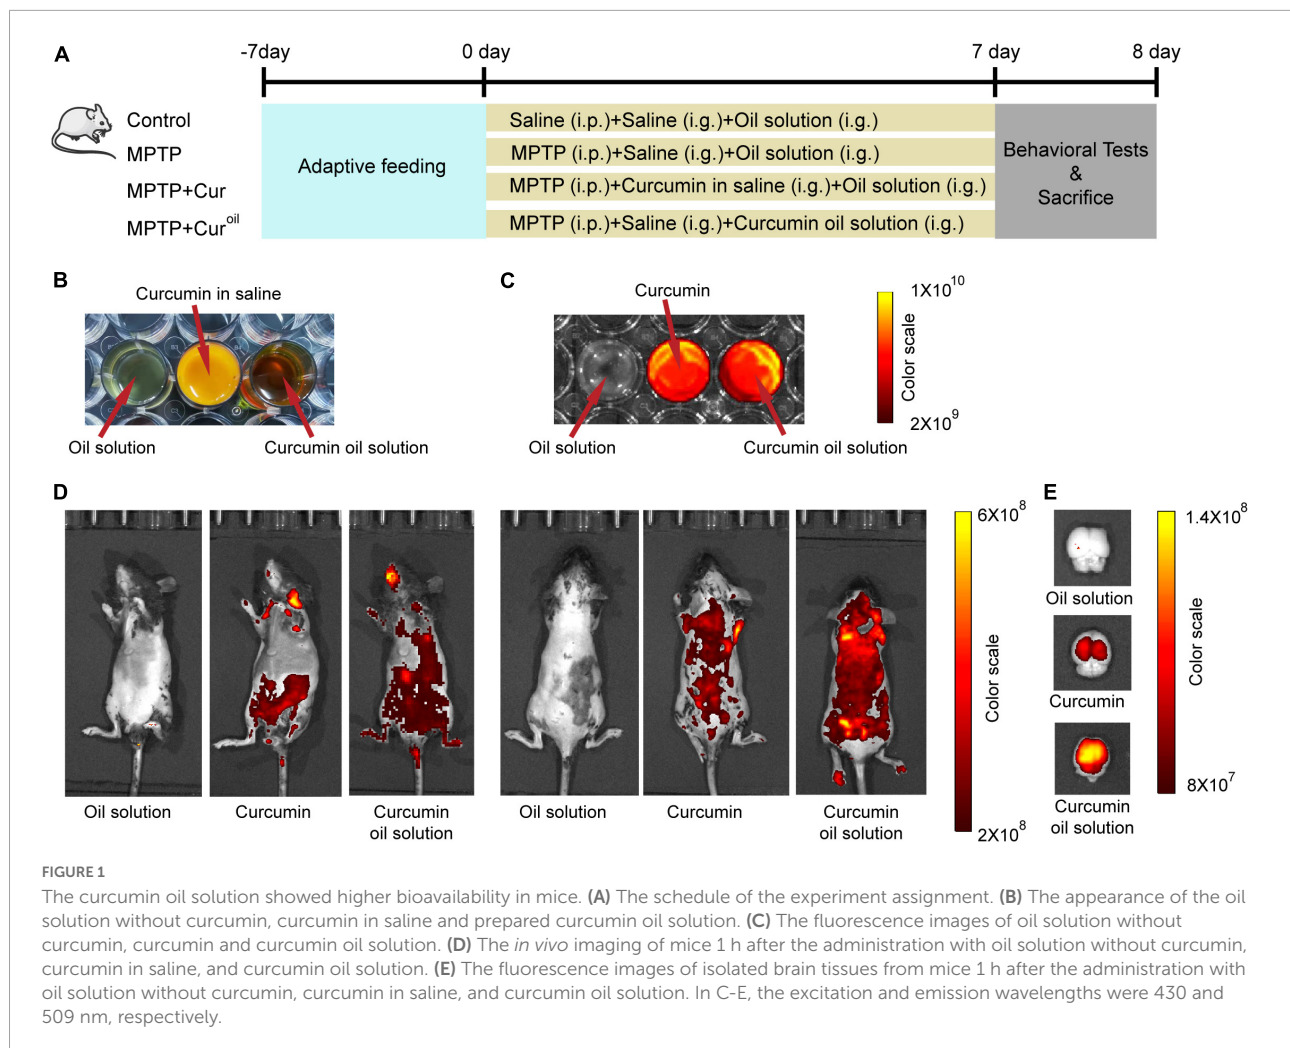 A
-7day 0 day 7 day 8 day
Control
MPTP
MPTP+Cur
MPTP+Cur^oil
Adaptive feeding
Saline (i.p.)+Saline (i.g.)+Oil solution (i.g.)
MPTP (i.p.)+Saline (i.g.)+Oil solution (i.g.)
MPTP (i.p.)+Curcumin in saline (i.g.)+Oil solution (i.g.)
MPTP (i.p.)+Saline (i.g.)+Curcumin oil solution (i.g.)
Behavioral Tests
&
Sacrifice
B
Curcumin in saline
Oil solution
Curcumin oil solution
C
Curcumin
Oil solution
Curcumin oil solution
1X10^10
Color scale
2X10^9
D
Oil solution
Curcumin
Curcumin
oil solution
Oil solution
Curcumin
Curcumin
oil solution
6X10^8
Color scale
2X10^8
E
Oil solution
Curcumin
Curcumin
oil solution
1.4X10^8
Color scale
8X10^7
FIGURE 1
The curcumin oil solution showed higher bioavailability in mice. (A) The schedule of the experiment assignment. (B) The appearance of the oil
solution without curcumin, curcumin in saline and prepared curcumin oil solution. (C) The fluorescence images of oil solution without
curcumin, curcumin and curcumin oil solution. (D) The in vivo imaging of mice 1 h after the administration with oil solution without curcumin,
curcumin in saline, and curcumin oil solution. (E) The fluorescence images of isolated brain tissues from mice 1 h after the administration with
oil solution without curcumin, curcumin in saline, and curcumin oil solution. In C-E, the excitation and emission wavelengths were 430 and
509 nm, respectively.